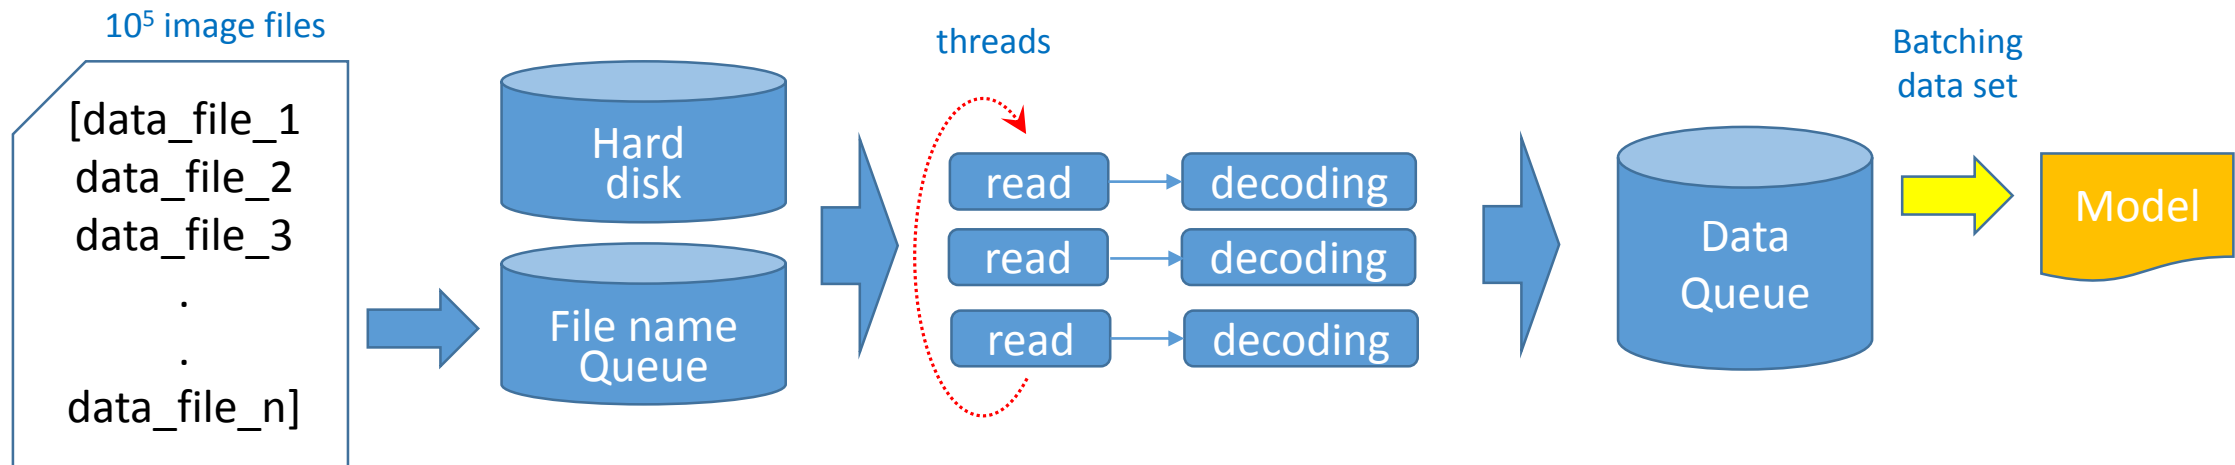 10⁵ image files
[data_file_1
data_file_2
data_file_3
.
.
data_file_n]
Hard
disk
File name
Queue
threads
read
decoding
read
decoding
read
decoding
Data
Queue
Batching
data set
Model